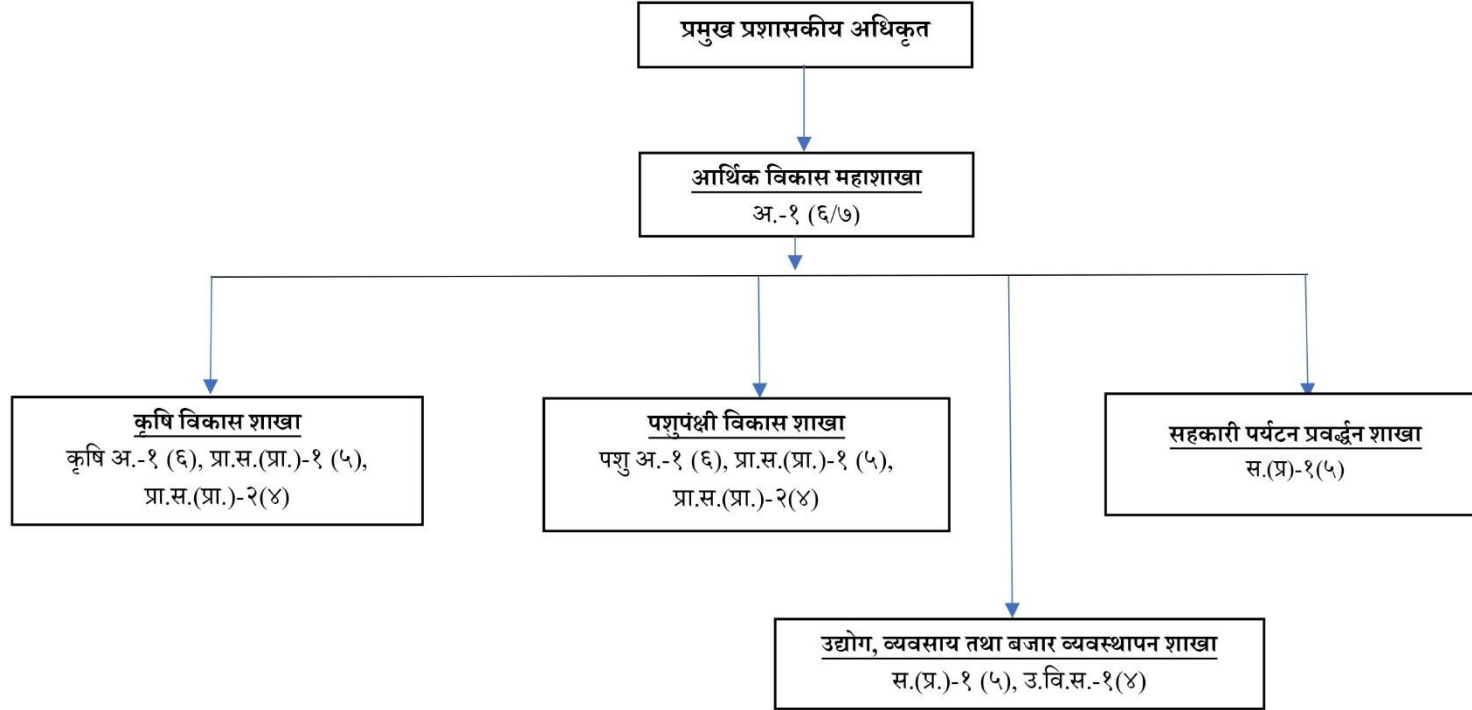 प्रमुख प्रशासकीय अधिकृत
आर्थिक विकास महाशाखा
अ.-१ (६/७)
कृषि विकास शाखा
कृषि अ.-१ (६), प्रा.स.(प्रा.)-१ (५),
प्रा.स.(प्रा.)-२(४)
पशुपंक्षी विकास शाखा
पशु अ.-१ (६), प्रा.स.(प्रा.)-१ (५),
प्रा.स.(प्रा.)-२(४)
सहकारी पर्यटन प्रवर्द्धन शाखा
स.(प्र)-१(५)
उद्योग, व्यवसाय तथा बजार व्यवस्थापन शाखा
स.(प्र.)-१ (५), उ.वि.स.-१(४)